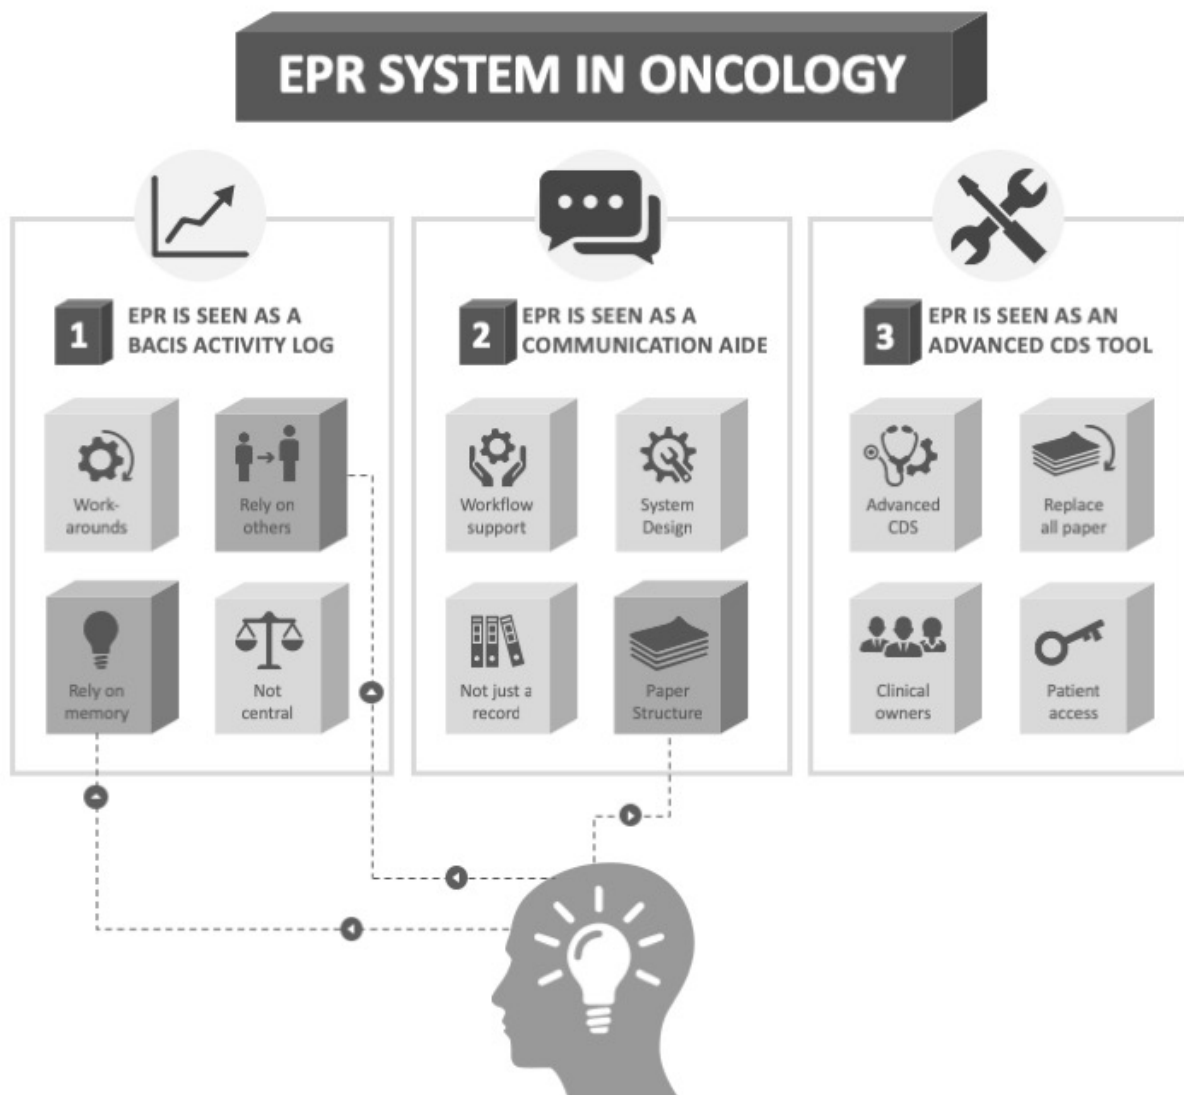 EPR SYSTEM IN ONCOLOGY
1
EPR IS SEEN AS A
BACIS ACTIVITY LOG
Work-
arounds
Rely on
others
Rely on
memory
Not
central
2
EPR IS SEEN AS A
COMMUNICATION AIDE
Workflow
support
System
Design
Not just a
record
Paper
Structure
3
EPR IS SEEN AS AN
ADVANCED CDS TOOL
Advanced
CDS
Replace
all paper
Clinical
owners
Patient
access